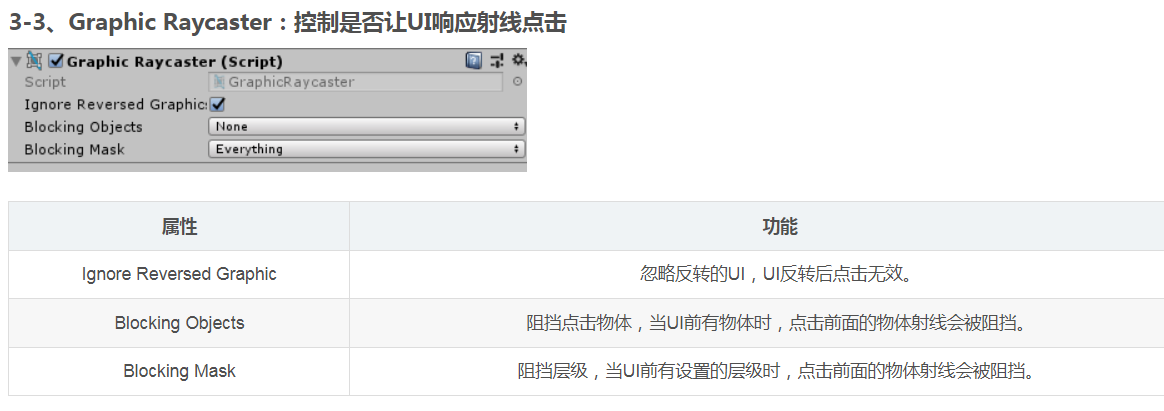 3-3、Graphic Raycaster：控制是否让UI响应射线点击
Graphic Raycaster (Script)
Script GraphicRaycaster
Ignore Reversed Graphic
Blocking Objects None
Blocking Mask Everything
属性 功能
Ignore Reversed Graphic 忽略反转的UI，UI反转后点击无效。
Blocking Objects 阻挡点击物体，当UI前有物体时，点击前面的物体射线会被阻挡。
Blocking Mask 阻挡层级，当UI前有设置的层级时，点击前面的物体射线会被阻挡。